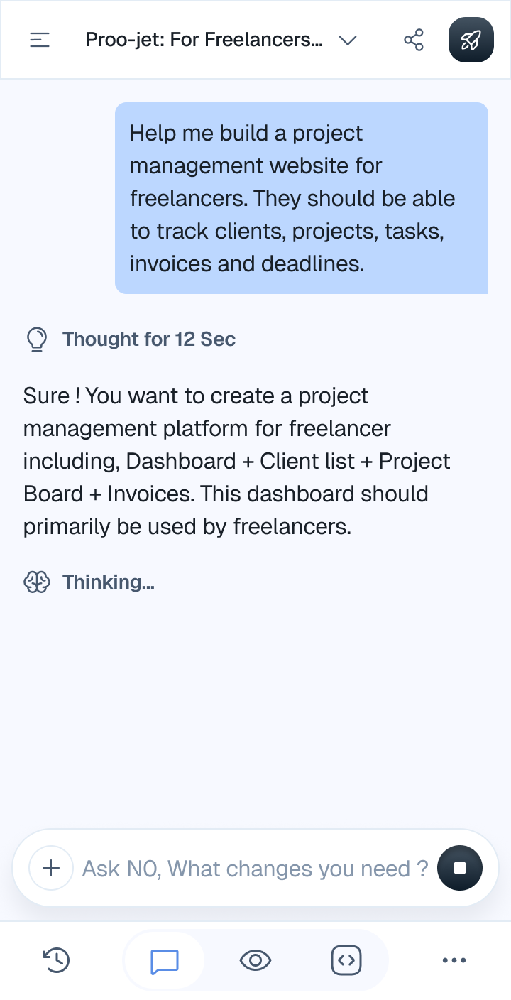 Proo-jet: For Freelancers...
Help me build a project
management website for
freelancers. They should be able
to track clients, projects, tasks,
invoices and deadlines.
Thought for 12 Sec
Sure ! You want to create a project
management platform for freelancer
including, Dashboard + Client list + Project
Board + Invoices. This dashboard should
primarily be used by freelancers.
Thinking...
Ask N0, What changes you need ?